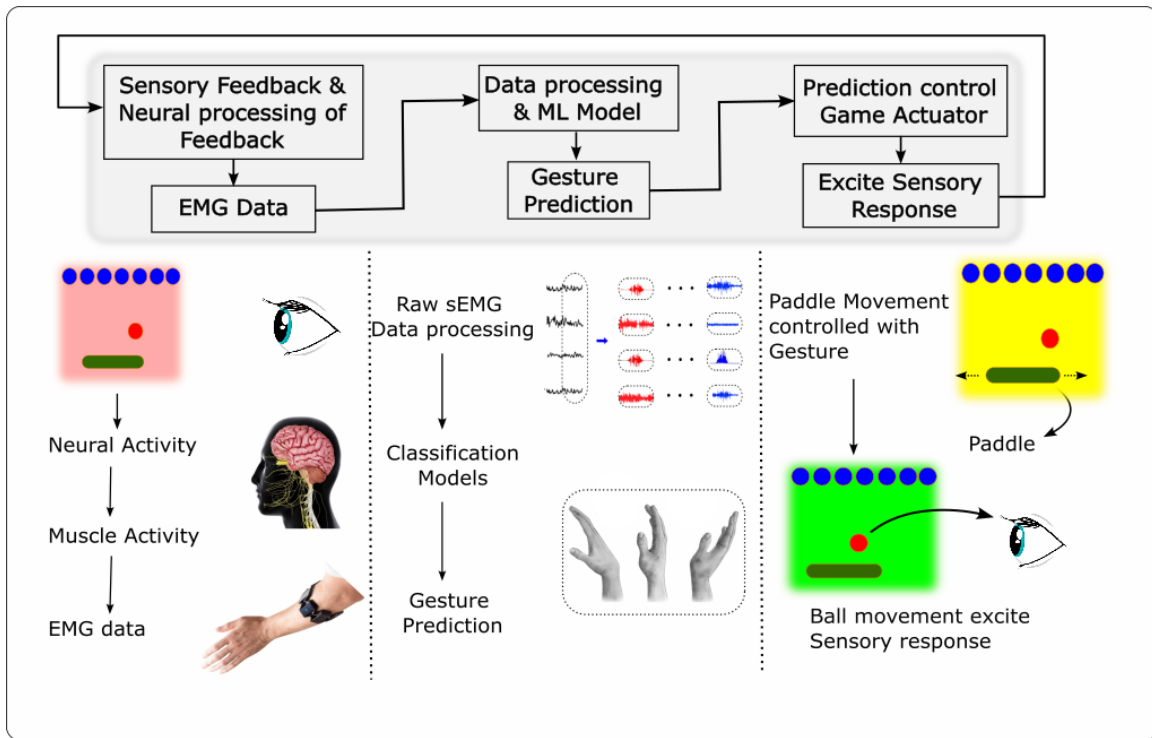 Sensory Feedback &
Neural processing of
Feedback
EMG Data
Data processing
& ML Model
Gesture
Prediction
Prediction control
Game Actuator
Excite Sensory
Response
Neural Activity
Muscle Activity
EMG data
Raw sEMG
Data processing
Classification
Models
Gesture
Prediction
Paddle Movement
controlled with
Gesture
Paddle
Ball movement excite
Sensory response